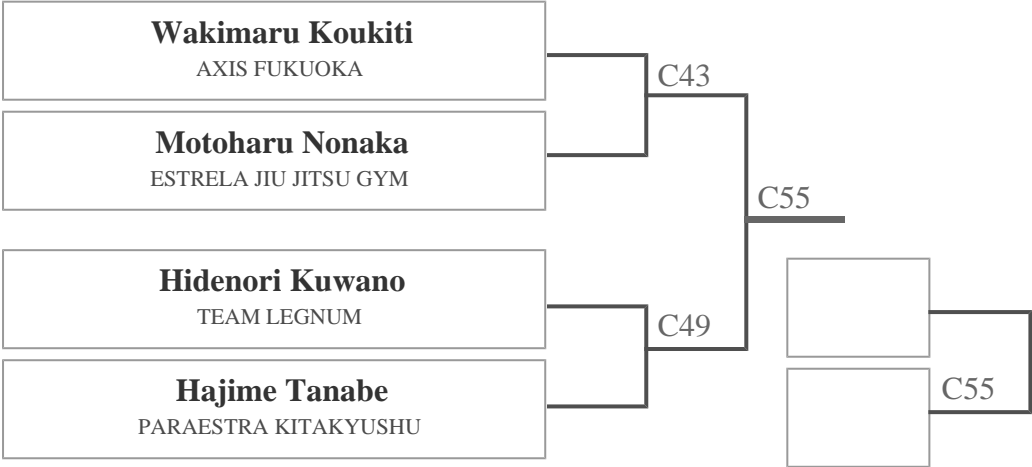 Wakimaru Koukiti
AXIS FUKUOKA
C43
Motoharu Nonaka
ESTRELA JIU JITSU GYM
C55
Hidenori Kuwano
TEAM LEGNUM
C49
Hajime Tanabe
PARAESTRA KITAKYUSHU
C55